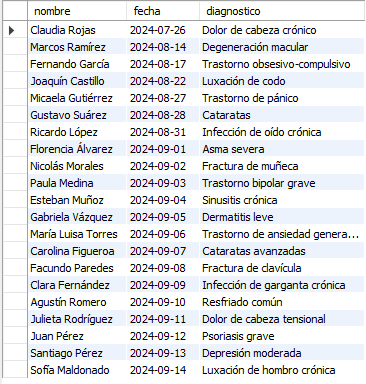 nombre fecha diagnostico
Claudia Rojas 2024-07-26 Dolor de cabeza crónico
Marcos Ramírez 2024-08-14 Degeneración macular
Fernando García 2024-08-17 Trastorno obsesivo-compulsivo
Joaquín Castillo 2024-08-22 Luxación de codo
Micaela Gutiérrez 2024-08-27 Trastorno de pánico
Gustavo Suárez 2024-08-28 Cataratas
Ricardo López 2024-08-31 Infección de oído crónica
Florencia Álvarez 2024-09-01 Asma severa
Nicolás Morales 2024-09-02 Fractura de muñeca
Paula Medina 2024-09-03 Trastorno bipolar grave
Esteban Muñoz 2024-09-04 Sinusitis crónica
Gabriela Vázquez 2024-09-05 Dermatitis leve
María Luisa Torres 2024-09-06 Trastorno de ansiedad genera...
Carolina Figueroa 2024-09-07 Cataratas avanzadas
Facundo Paredes 2024-09-08 Fractura de clavícula
Clara Fernández 2024-09-09 Infección de garganta crónica
Agustín Romero 2024-09-10 Resfriado común
Julieta Rodríguez 2024-09-11 Dolor de cabeza tensional
Juan Pérez 2024-09-12 Psoriasis grave
Santiago Pérez 2024-09-13 Depresión moderada
Sofía Maldonado 2024-09-14 Luxación de hombro crónica